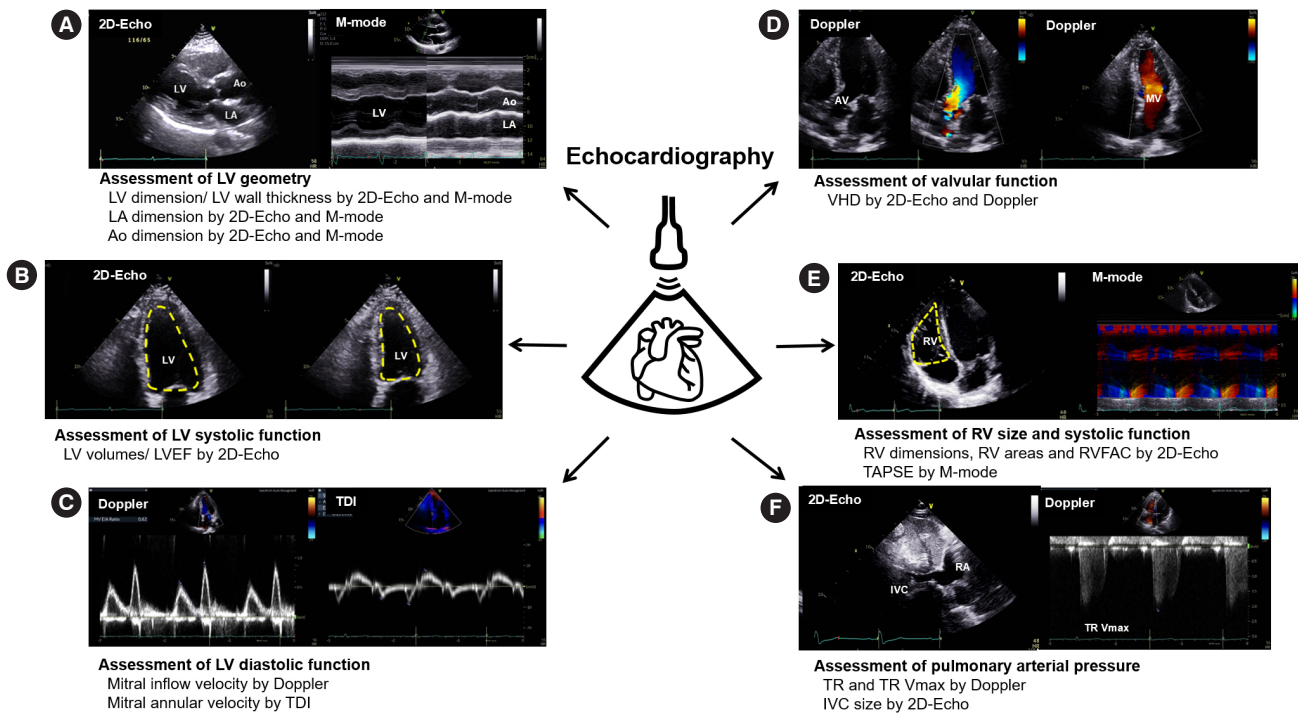 A
2D-Echo
116/65
LV
Ao
LA
M-mode
LV
Ao
LA
Assessment of LV geometry
LV dimension/ LV wall thickness by 2D-Echo and M-mode
LA dimension by 2D-Echo and M-mode
Ao dimension by 2D-Echo and M-mode
B
2D-Echo
LV
LV
Assessment of LV systolic function
LV volumes/ LVEF by 2D-Echo
C
Doppler
MV E/A Ratio 0.62
TDI
Assessment of LV diastolic function
Mitral inflow velocity by Doppler
Mitral annular velocity by TDI
Echocardiography
D
Doppler
AV
Doppler
MV
Assessment of valvular function
VHD by 2D-Echo and Doppler
E
2D-Echo
RV
M-mode
Assessment of RV size and systolic function
RV dimensions, RV areas and RVFAC by 2D-Echo
TAPSE by M-mode
F
2D-Echo
IVC
RA
Doppler
TR Vmax
Assessment of pulmonary arterial pressure
TR and TR Vmax by Doppler
IVC size by 2D-Echo